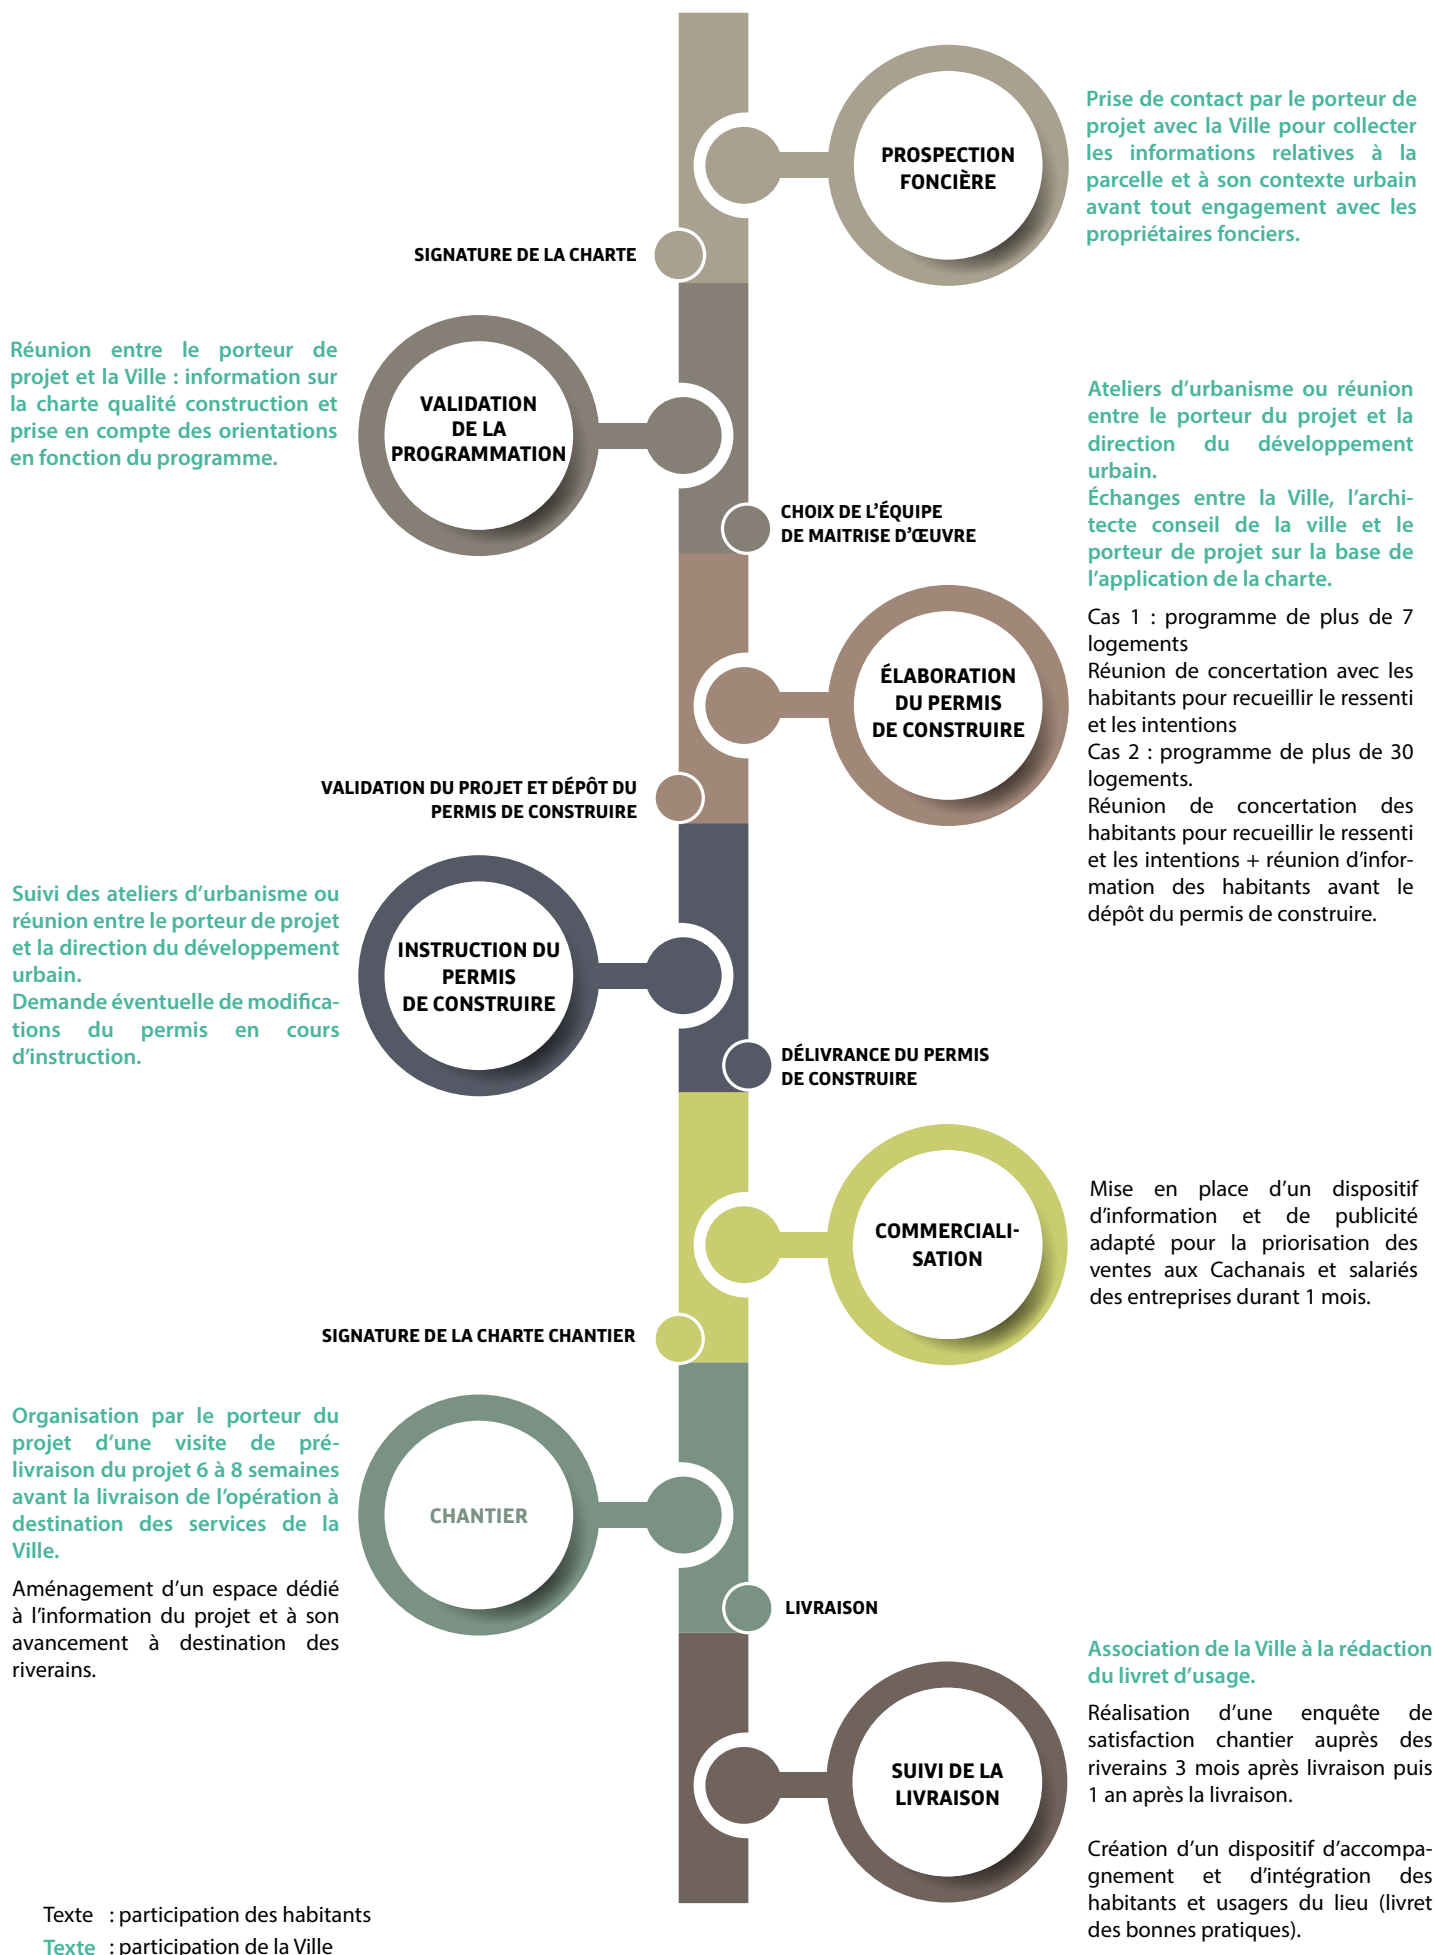 PROSPECTION
FONCIÈRE
Prise de contact par le porteur de
projet avec la Ville pour collecter
les informations relatives à la
parcelle et à son contexte urbain
avant tout engagement avec les
propriétaires fonciers.
SIGNATURE DE LA CHARTE
Réunion entre le porteur de
projet et la Ville : information sur
la charte qualité construction et
prise en compte des orientations
en fonction du programme.
VALIDATION
DE LA
PROGRAMMATION
CHOIX DE L’ÉQUIPE
DE MAITRISE D’ŒUVRE
Ateliers d’urbanisme ou réunion
entre le porteur du projet et la
direction du développement
urbain.
Échanges entre la Ville, l’archi-
tecte conseil de la ville et le
porteur de projet sur la base de
l’application de la charte.
Cas 1 : programme de plus de 7
logements
Réunion de concertation avec les
habitants pour recueillir le ressenti
et les intentions
Cas 2 : programme de plus de 30
logements.
Réunion de concertation des
habitants pour recueillir le ressenti
et les intentions + réunion d’infor-
mation des habitants avant le
dépôt du permis de construire.
ÉLABORATION
DU PERMIS
DE CONSTRUIRE
VALIDATION DU PROJET ET DÉPÔT DU
PERMIS DE CONSTRUIRE
Suivi des ateliers d’urbanisme ou
réunion entre le porteur de projet
et la direction du développement
urbain.
Demande éventuelle de modifica-
tions du permis en cours
d’instruction.
INSTRUCTION DU
PERMIS
DE CONSTRUIRE
DÉLIVRANCE DU PERMIS
DE CONSTRUIRE
COMMERCIALI-
SATION
Mise en place d’un dispositif
d’information et de publicité
adapté pour la priorisation des
ventes aux Cachanais et salariés
des entreprises durant 1 mois.
SIGNATURE DE LA CHARTE CHANTIER
Organisation par le porteur du
projet d’une visite de pré-
livraison du projet 6 à 8 semaines
avant la livraison de l’opération à
destination des services de la
Ville.
Aménagement d’un espace dédié
à l’information du projet et à son
avancement à destination des
riverains.
CHANTIER
LIVRAISON
SUIVI DE LA
LIVRAISON
Association de la Ville à la rédaction
du livret d’usage.
Réalisation d’une enquête de
satisfaction chantier auprès des
riverains 3 mois après livraison puis
1 an après la livraison.
Création d’un dispositif d’accompa-
gnement et d’intégration des
habitants et usagers du lieu (livret
des bonnes pratiques).
Texte : participation des habitants
Texte : participation de la Ville